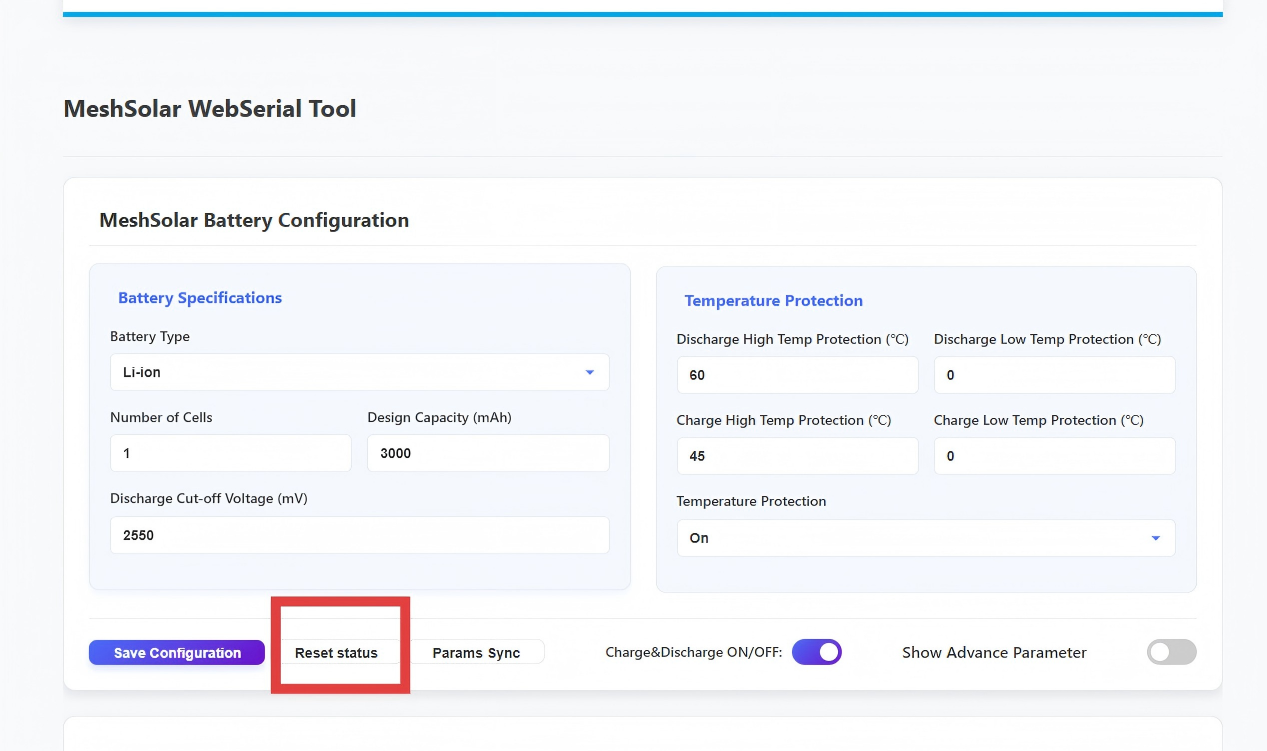 MeshSolar WebSerial Tool
MeshSolar Battery Configuration
Battery Specifications
Battery Type
Li-ion
Number of Cells
Design Capacity (mAh)
1
3000
Discharge Cut-off Voltage (mV)
2550
Temperature Protection
Discharge High Temp Protection (℃)
Discharge Low Temp Protection (℃)
60
0
Charge High Temp Protection (℃)
Charge Low Temp Protection (℃)
45
0
Temperature Protection
On
Save Configuration
Reset status
Params Sync
Charge&Discharge ON/OFF:
Show Advance Parameter